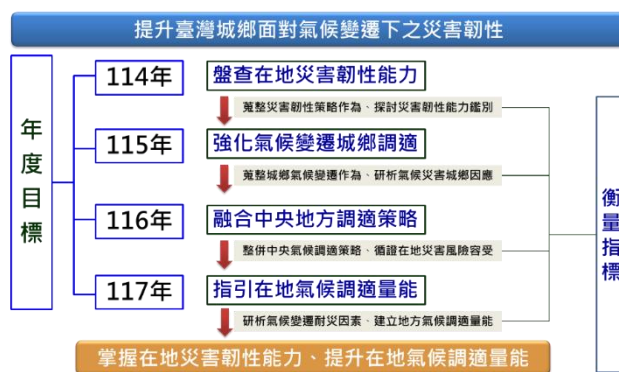 提升臺灣城鄉面對氣候變遷下之災害韌性
年度目標
114年
盤查在地災害韌性能力
蒐整災害韌性策略作為、探討災害韌性能力鑑別
115年
強化氣候變遷城鄉調適
蒐整城鄉氣候變遷作為、研析氣候災害城鄉因應
116年
融合中央地方調適策略
整併中央氣候調適策略、循證在地災害風險容受
117年
指引在地氣候調適量能
研析氣候變遷耐災因素、建立地方氣候調適量能
衡量指標
掌握在地災害韌性能力、提升在地氣候調適量能